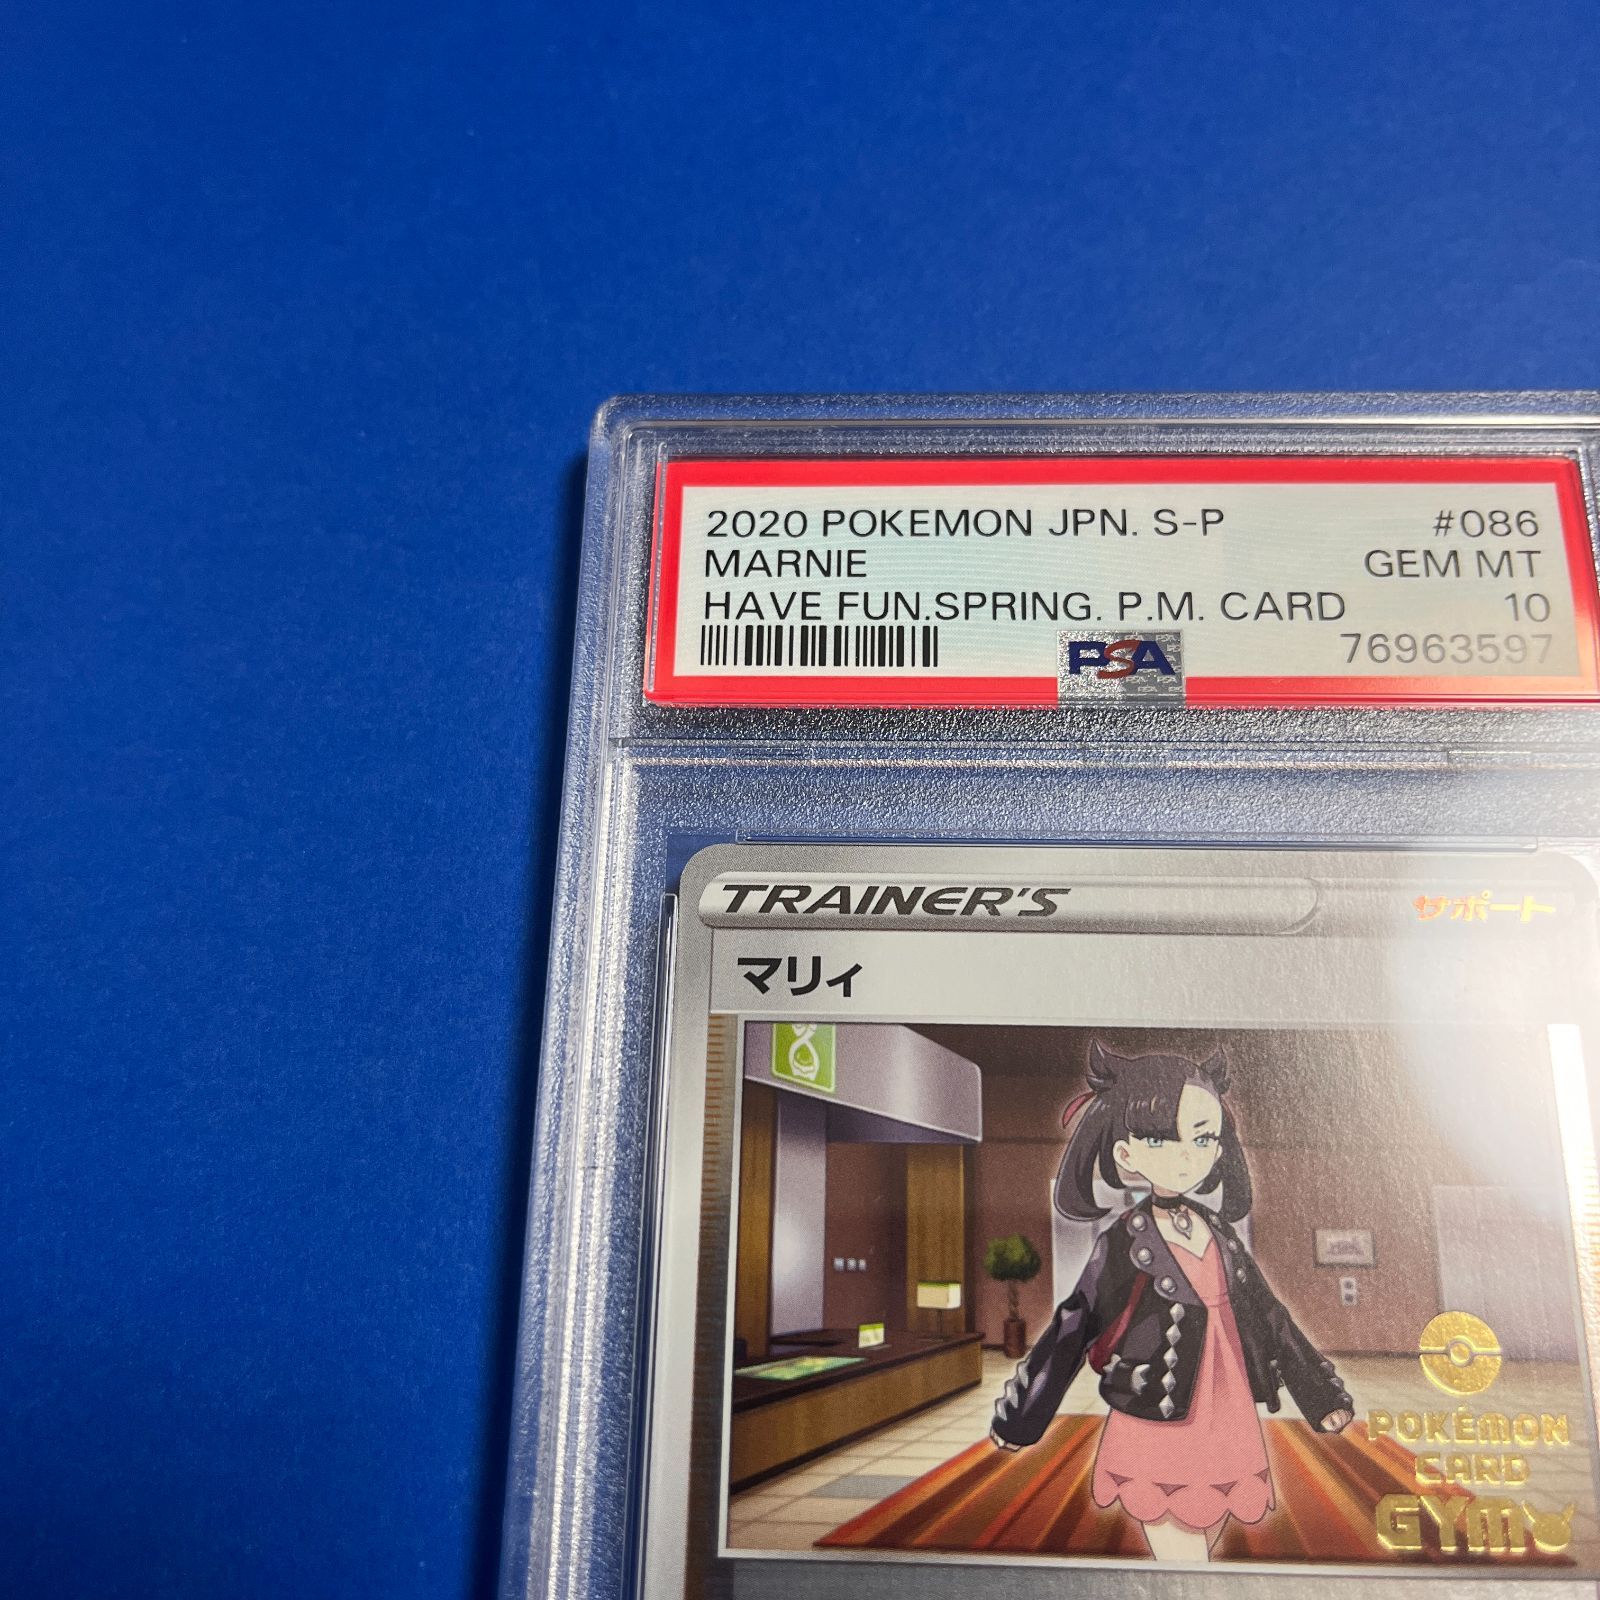 2020 POKEMON JPN. S-P #086
MARNIE GEM MT
HAVE FUN.SPRING. P.M. CARD 10
PSA 76963597
TRAINER'S サポート
マリィ
POKÉMON
CARD
GYM